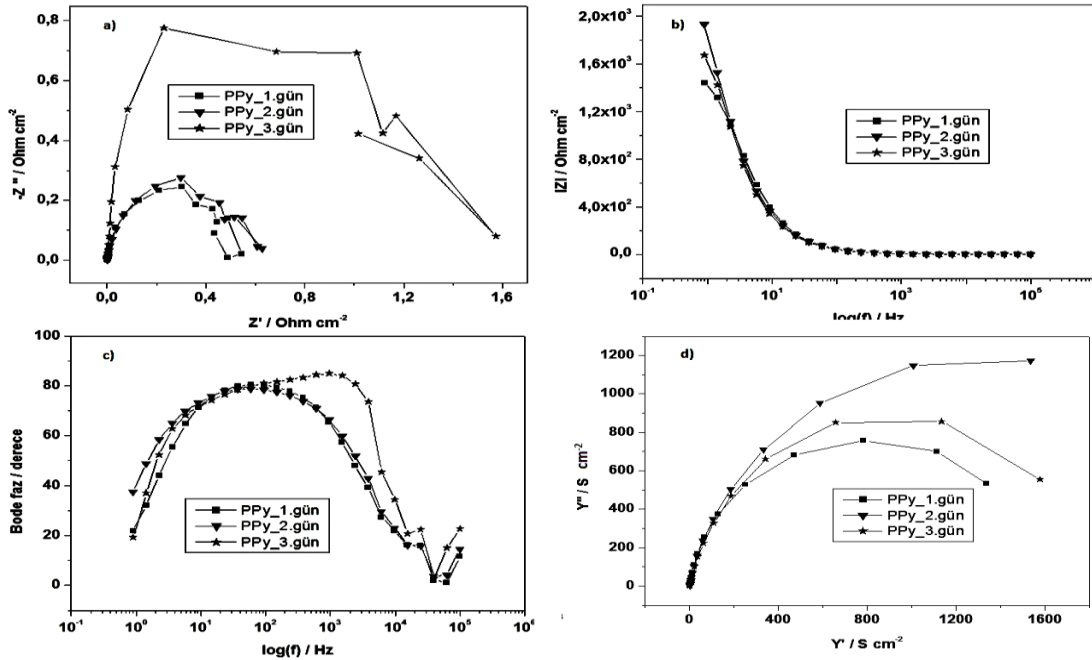 a)
0,8
0,6
0,4
0,2
0,0
-Z '' / Ohm cm-2
PPy_1.gün
PPy_2.gün
PPy_3.gün
0,0 0,4 0,8 1,2 1,6
Z' / Ohm cm-2
b)
2,0x10³
1,6x10³
1,2x10³
8,0x10²
4,0x10²
0,0
IZI / Ohm cm-2
PPy_1.gün
PPy_2.gün
PPy_3.gün
10-1 10¹ 10³ 10⁵
log(f) / Hz
c)
100
80
60
40
20
0
Bode faz / derece
PPy_1.gün
PPy_2.gün
PPy_3.gün
10-1 10⁰ 10¹ 10² 10³ 10⁴ 10⁵ 10⁶
log(f) / Hz
d)
1200
1000
800
600
400
200
0
Y'' / S cm-2
PPy_1.gün
PPy_2.gün
PPy_3.gün
0 400 800 1200 1600
Y' / S cm-2